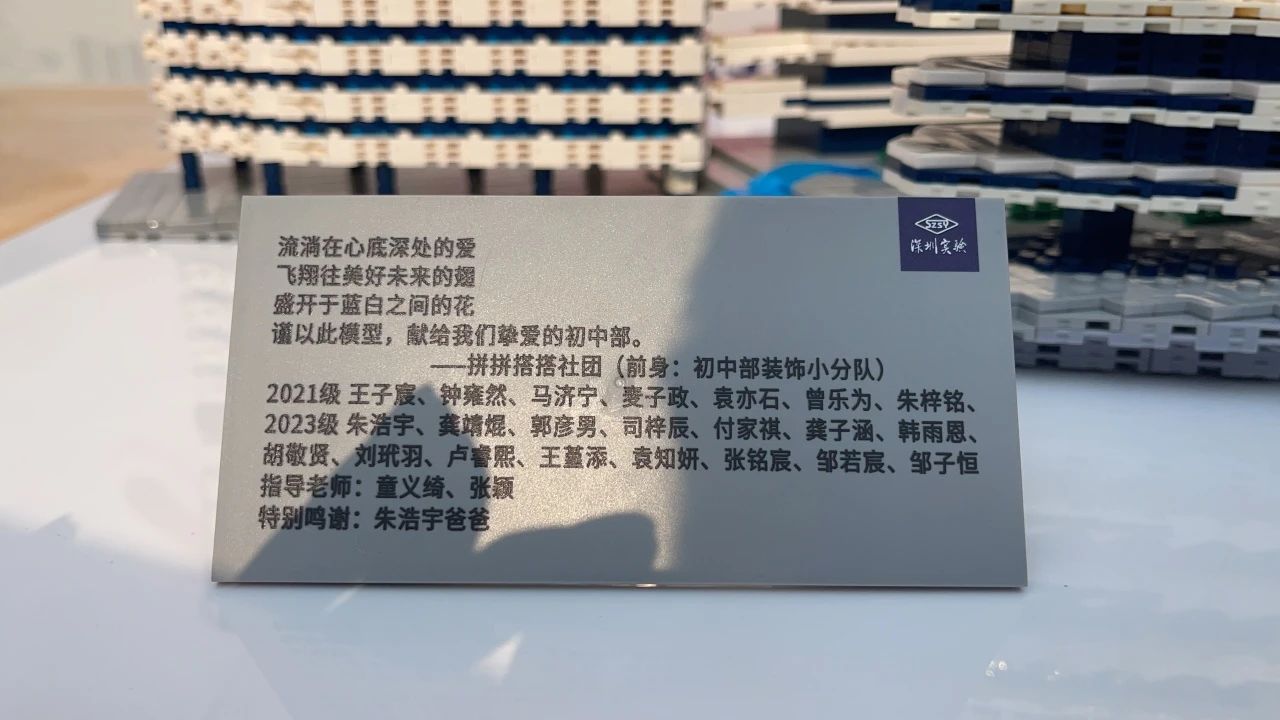 流淌在心底深处的爱
飞翔往美好未来的翅
盛开于蓝白之间的花
谨以此模型，献给我们挚爱的初中部。
——拼拼搭搭社团（前身：初中部装饰小分队）
2021级 王子宸、钟雍然、马济宁、麦子政、袁亦石、曾乐为、朱梓铭、
2023级 朱浩宇、龚靖焜、郭彦男、司梓辰、付家祺、龚子涵、韩雨恩、
胡敬贤、刘玳羽、卢睿熙、王堇添、袁知妍、张铭宸、邹若宸、邹子恒
指导老师：童义绮、张颖
特别鸣谢：朱浩宇爸爸
SZSY
深圳实验